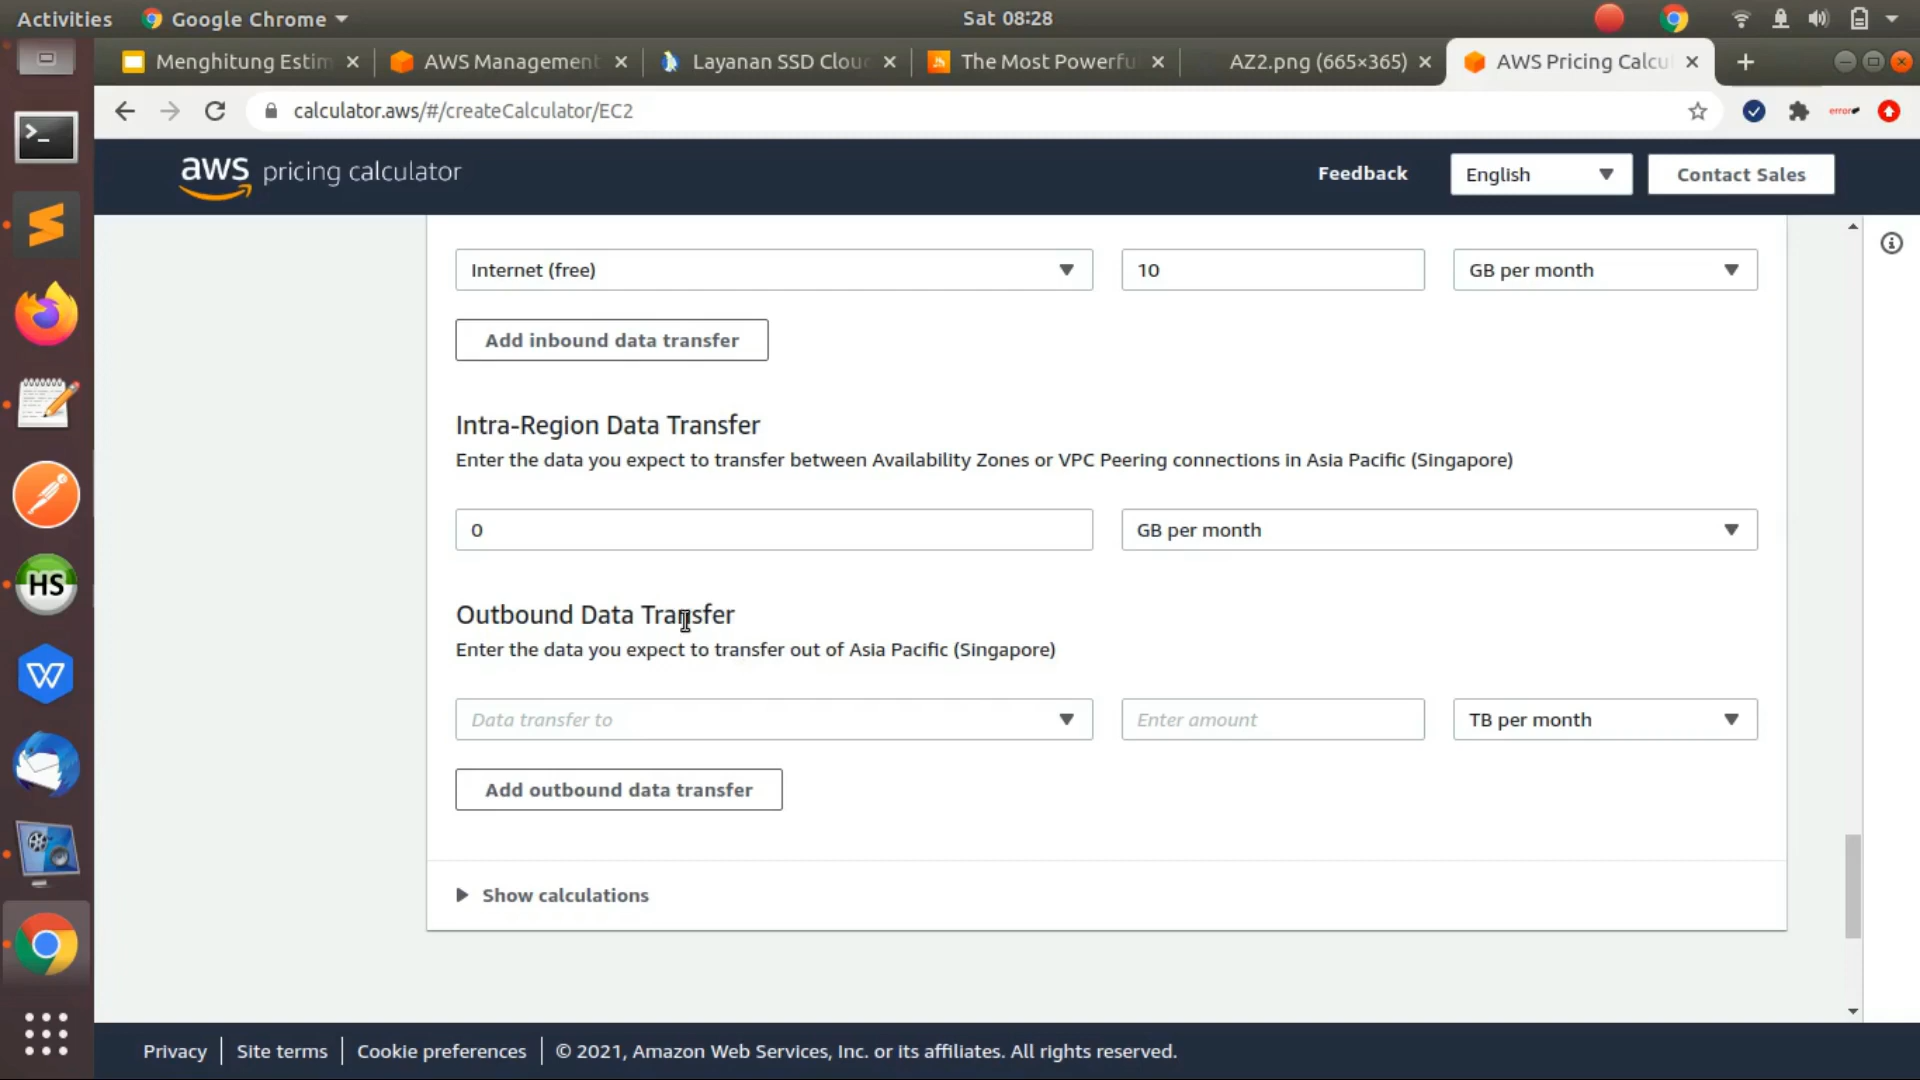 Activities Google Chrome Sat 08:28
Menghitung Estim AWS Management Layanan SSD Clou The Most Powerfu AZ2.png (665×365) AWS Pricing Calcu
calculator.aws/#/createCalculator/EC2 error
aws pricing calculator Feedback English Contact Sales
Internet (free) 10 GB per month
Add inbound data transfer
Intra-Region Data Transfer
Enter the data you expect to transfer between Availability Zones or VPC Peering connections in Asia Pacific (Singapore)
0 GB per month
Outbound Data Transfer
Enter the data you expect to transfer out of Asia Pacific (Singapore)
Data transfer to Enter amount TB per month
Add outbound data transfer
Show calculations
HS
W
Privacy Site terms Cookie preferences © 2021, Amazon Web Services, Inc. or its affiliates. All rights reserved.